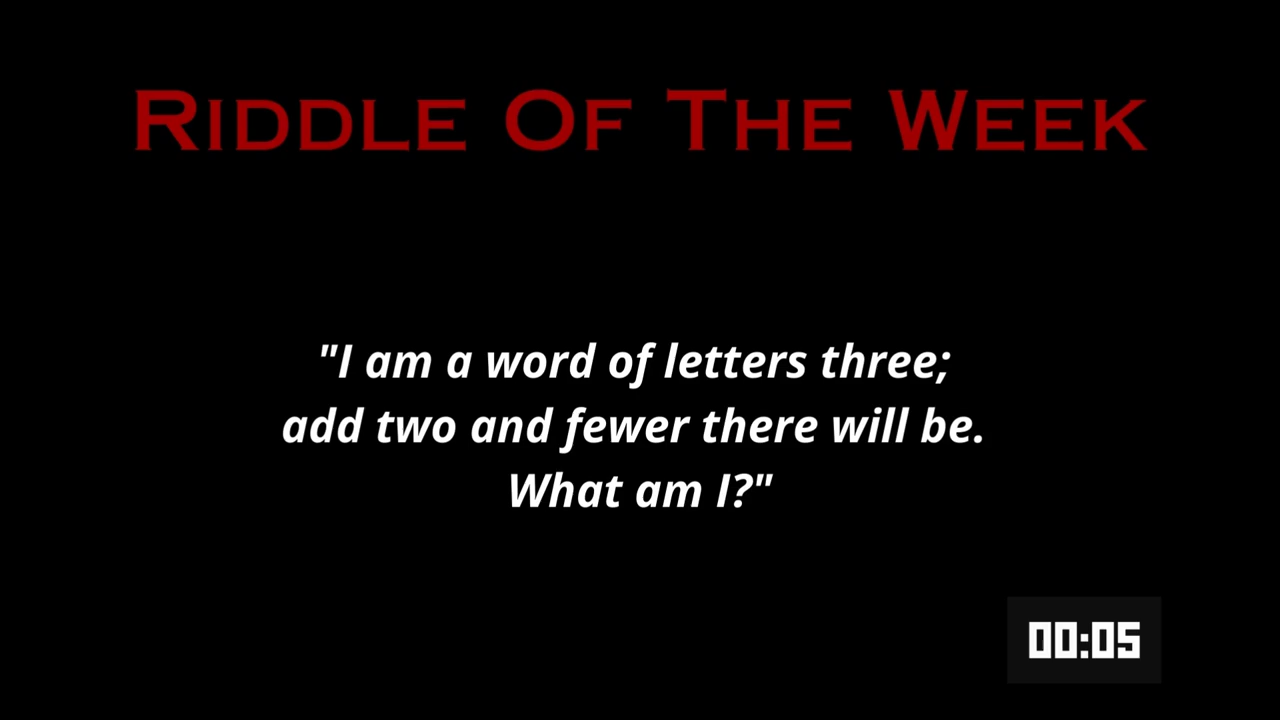 Riddle Of The Week
"I am a word of letters three;
add two and fewer there will be.
What am I?"
00:05